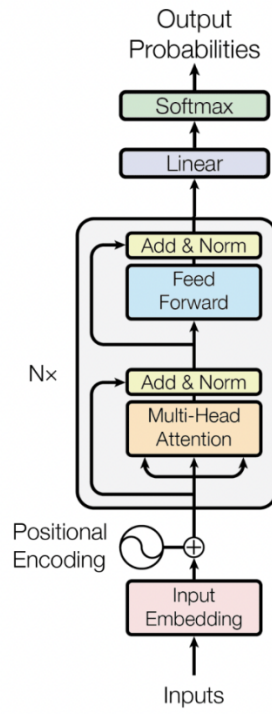 Output
Probabilities
Softmax
Linear
Add & Norm
Feed
Forward
N×
Add & Norm
Multi-Head
Attention
Positional
Encoding
Input
Embedding
Inputs